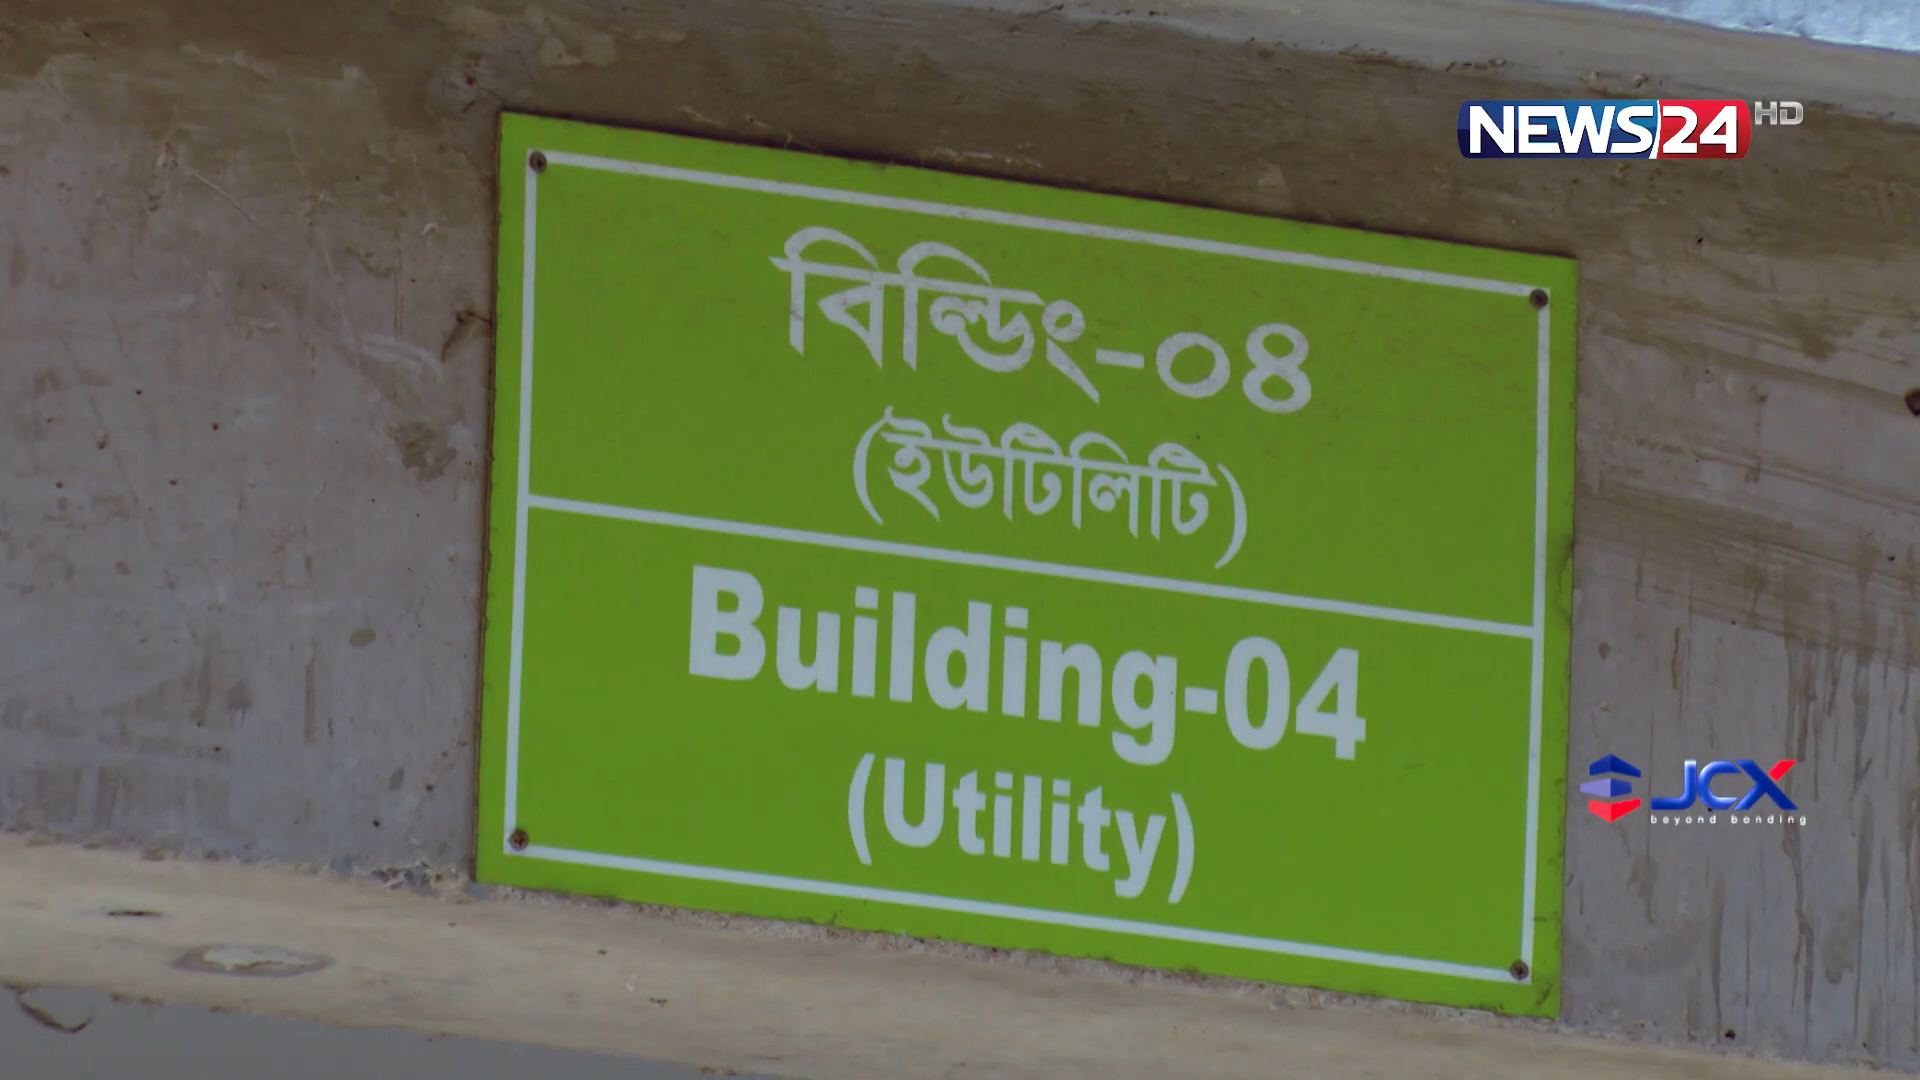 NEWS24 HD
বিল্ডিং-০৪
(ইউটিলিটি)
Building-04
(Utility)
JCX
beyond bonding